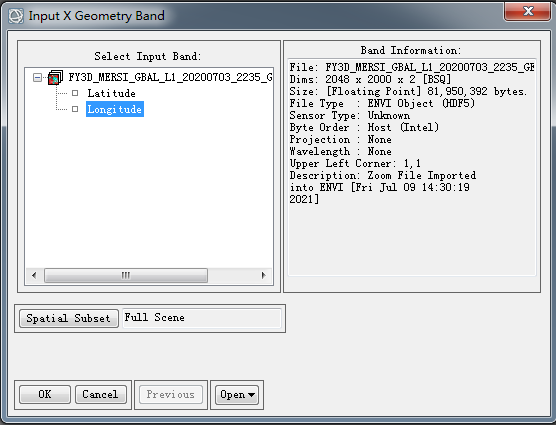 Input X Geometry Band
Select Input Band:
FY3D_MERSI_GBAL_L1_20200703_2235_G
Latitude
Longitude
Band Information:
File: FY3D_MERSI_GBAL_L1_20200703_2235_GE
Dims: 2048 x 2000 x 2 [BSQ]
Size: [Floating Point] 81,950,392 bytes.
File Type : ENVI Object (HDF5)
Sensor Type: Unknown
Byte Order : Host (Intel)
Projection : None
Wavelength : None
Upper Left Corner: 1,1
Description: Zoom File Imported
into ENVI [Fri Jul 09 14:30:19
2021]
Spatial Subset
Full Scene
OK
Cancel
Previous
Open